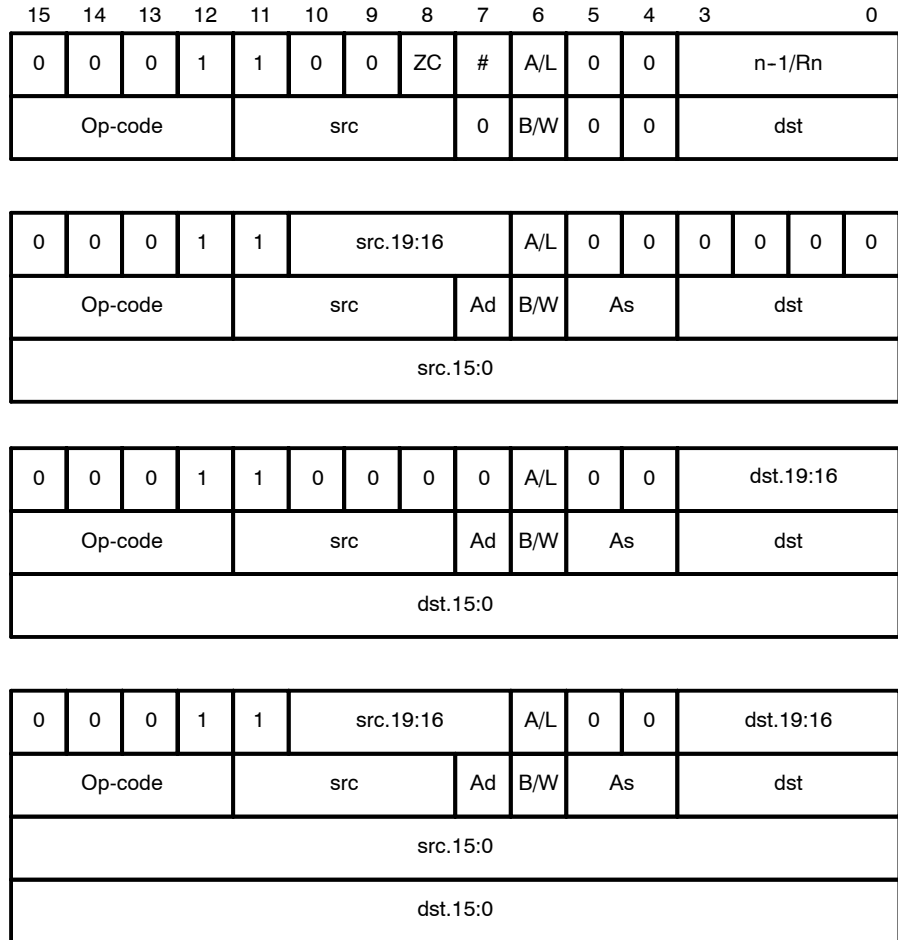 15 14 13 12 11 10 9 8 7 6 5 4 3 0
0 0 0 1 1 0 0 ZC # A/L 0 0 n-1/Rn
Op-code src 0 B/W 0 0 dst
0 0 0 1 1 src.19:16 A/L 0 0 0 0 0 0
Op-code src Ad B/W As dst
src.15:0
0 0 0 1 1 0 0 0 0 A/L 0 0 dst.19:16
Op-code src Ad B/W As dst
dst.15:0
0 0 0 1 1 src.19:16 A/L 0 0 dst.19:16
Op-code src Ad B/W As dst
src.15:0
dst.15:0